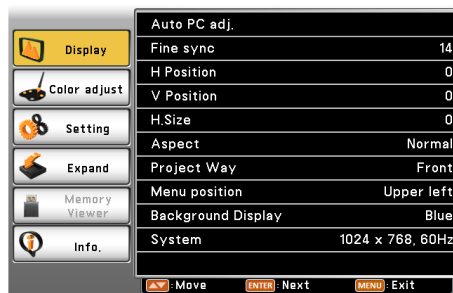 Display
Color adjust
Setting
Expand
Memory
Viewer
Info.
Auto PC adj.
Fine sync 14
H Position 0
V Position 0
H.Size 0
Aspect Normal
Project Way Front
Menu position Upper left
Background Display Blue
System 1024 x 768, 60Hz
:Move ENTER :Next MENU :Exit